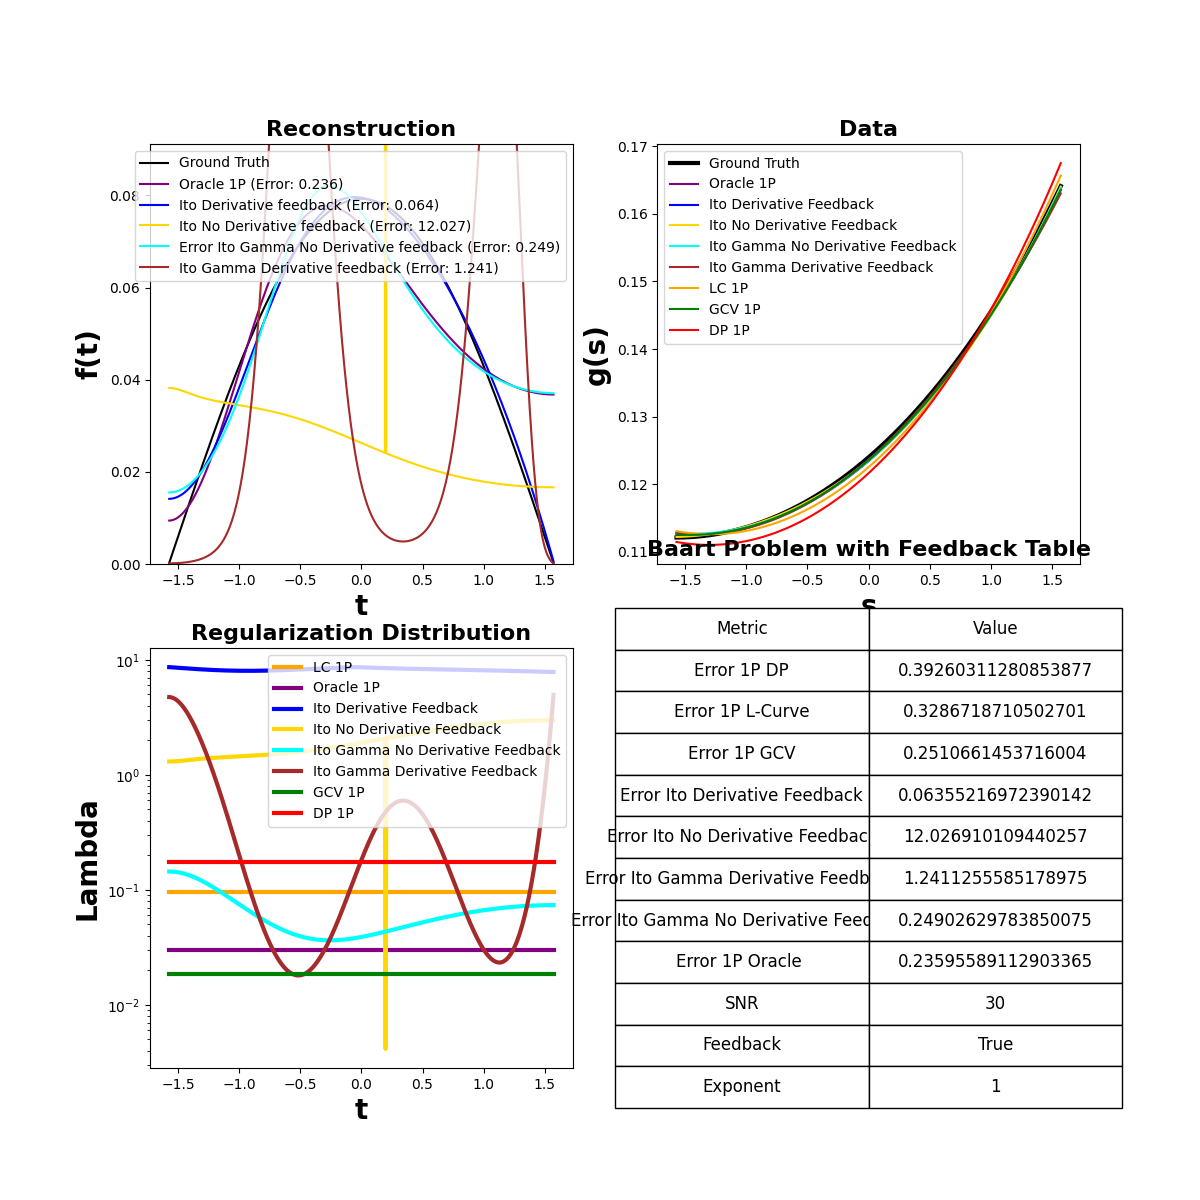 Reconstruction
Ground Truth
Oracle 1P (Error: 0.236)
Ito Derivative feedback (Error: 0.064)
Ito No Derivative feedback (Error: 12.027)
Error Ito Gamma No Derivative feedback (Error: 0.249)
Ito Gamma Derivative feedback (Error: 1.241)
0.08
0.06
0.04
0.02
0.00
f(t)
−1.5 −1.0 −0.5 0.0 0.5 1.0 1.5
t
Data
Ground Truth
Oracle 1P
Ito Derivative Feedback
Ito No Derivative Feedback
Ito Gamma No Derivative Feedback
Ito Gamma Derivative Feedback
LC 1P
GCV 1P
DP 1P
0.17
0.16
0.15
0.14
0.13
0.12
0.11
g(s)
−1.5 −1.0 −0.5 0.0 0.5 1.0 1.5
s
Regularization Distribution
LC 1P
Oracle 1P
Ito Derivative Feedback
Ito No Derivative Feedback
Ito Gamma No Derivative Feedback
Ito Gamma Derivative Feedback
GCV 1P
DP 1P
10¹
10⁰
10⁻¹
10⁻²
Lambda
−1.5 −1.0 −0.5 0.0 0.5 1.0 1.5
t
Baart Problem with Feedback Table
Metric Value
Error 1P DP 0.39260311280853877
Error 1P L-Curve 0.3286718710502701
Error 1P GCV 0.2510661453716004
Error Ito Derivative Feedback 0.06355216972390142
Error Ito No Derivative Feedbac 12.026910109440257
Error Ito Gamma Derivative Feedb 1.2411255585178975
Error Ito Gamma No Derivative Feec 0.24902629783850075
Error 1P Oracle 0.23595589112903365
SNR 30
Feedback True
Exponent 1